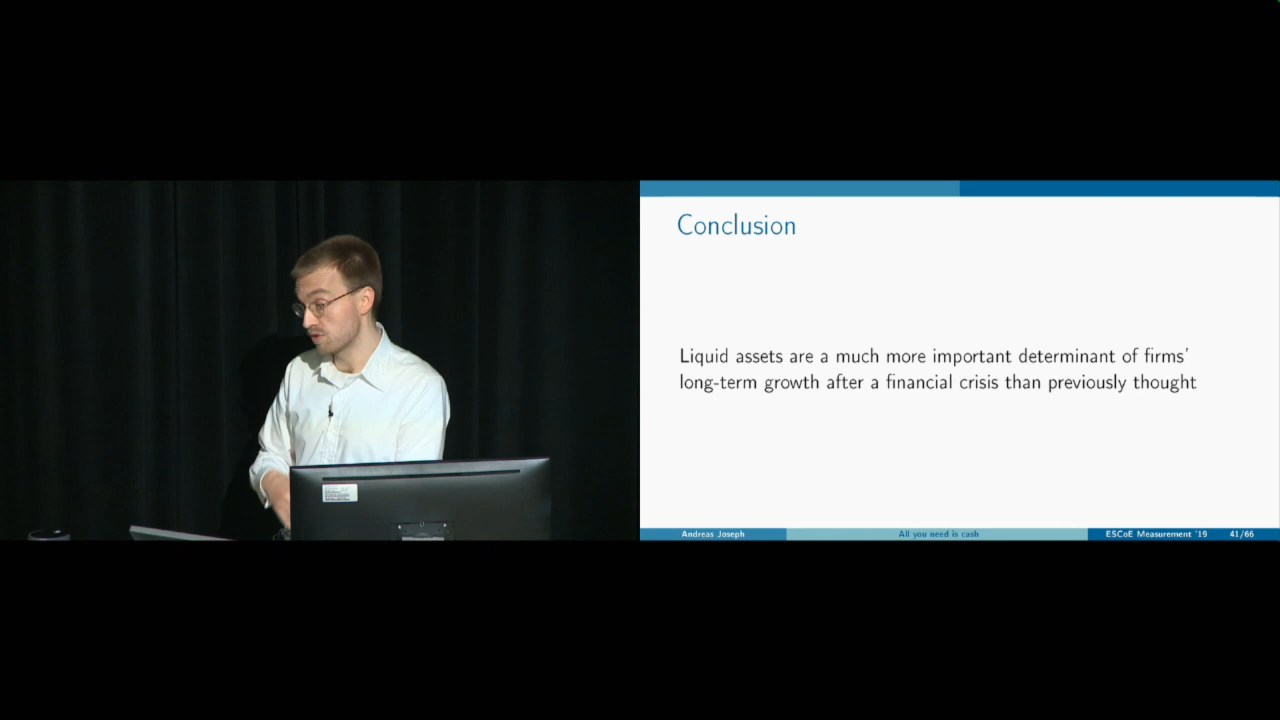 Conclusion
Liquid assets are a much more important determinant of firms'
long-term growth after a financial crisis than previously thought
Andreas Joseph
All you need is cash
ESCoE Measurement '19
41/66